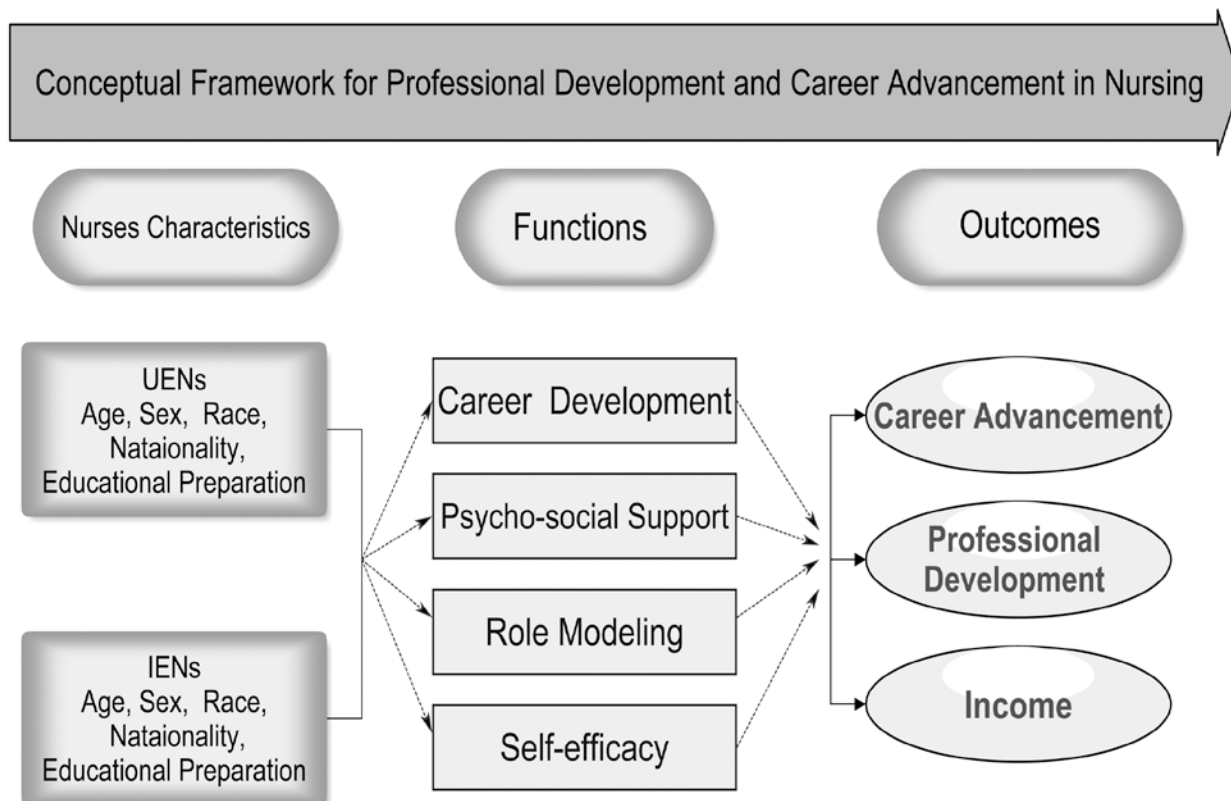 Conceptual Framework for Professional Development and Career Advancement in Nursing
Nurses Characteristics
Functions
Outcomes
UENs
Age, Sex, Race,
Nataionality,
Educational Preparation
IENs
Age, Sex, Race,
Nataionality,
Educational Preparation
Career Development
Psycho-social Support
Role Modeling
Self-efficacy
Career Advancement
Professional
Development
Income